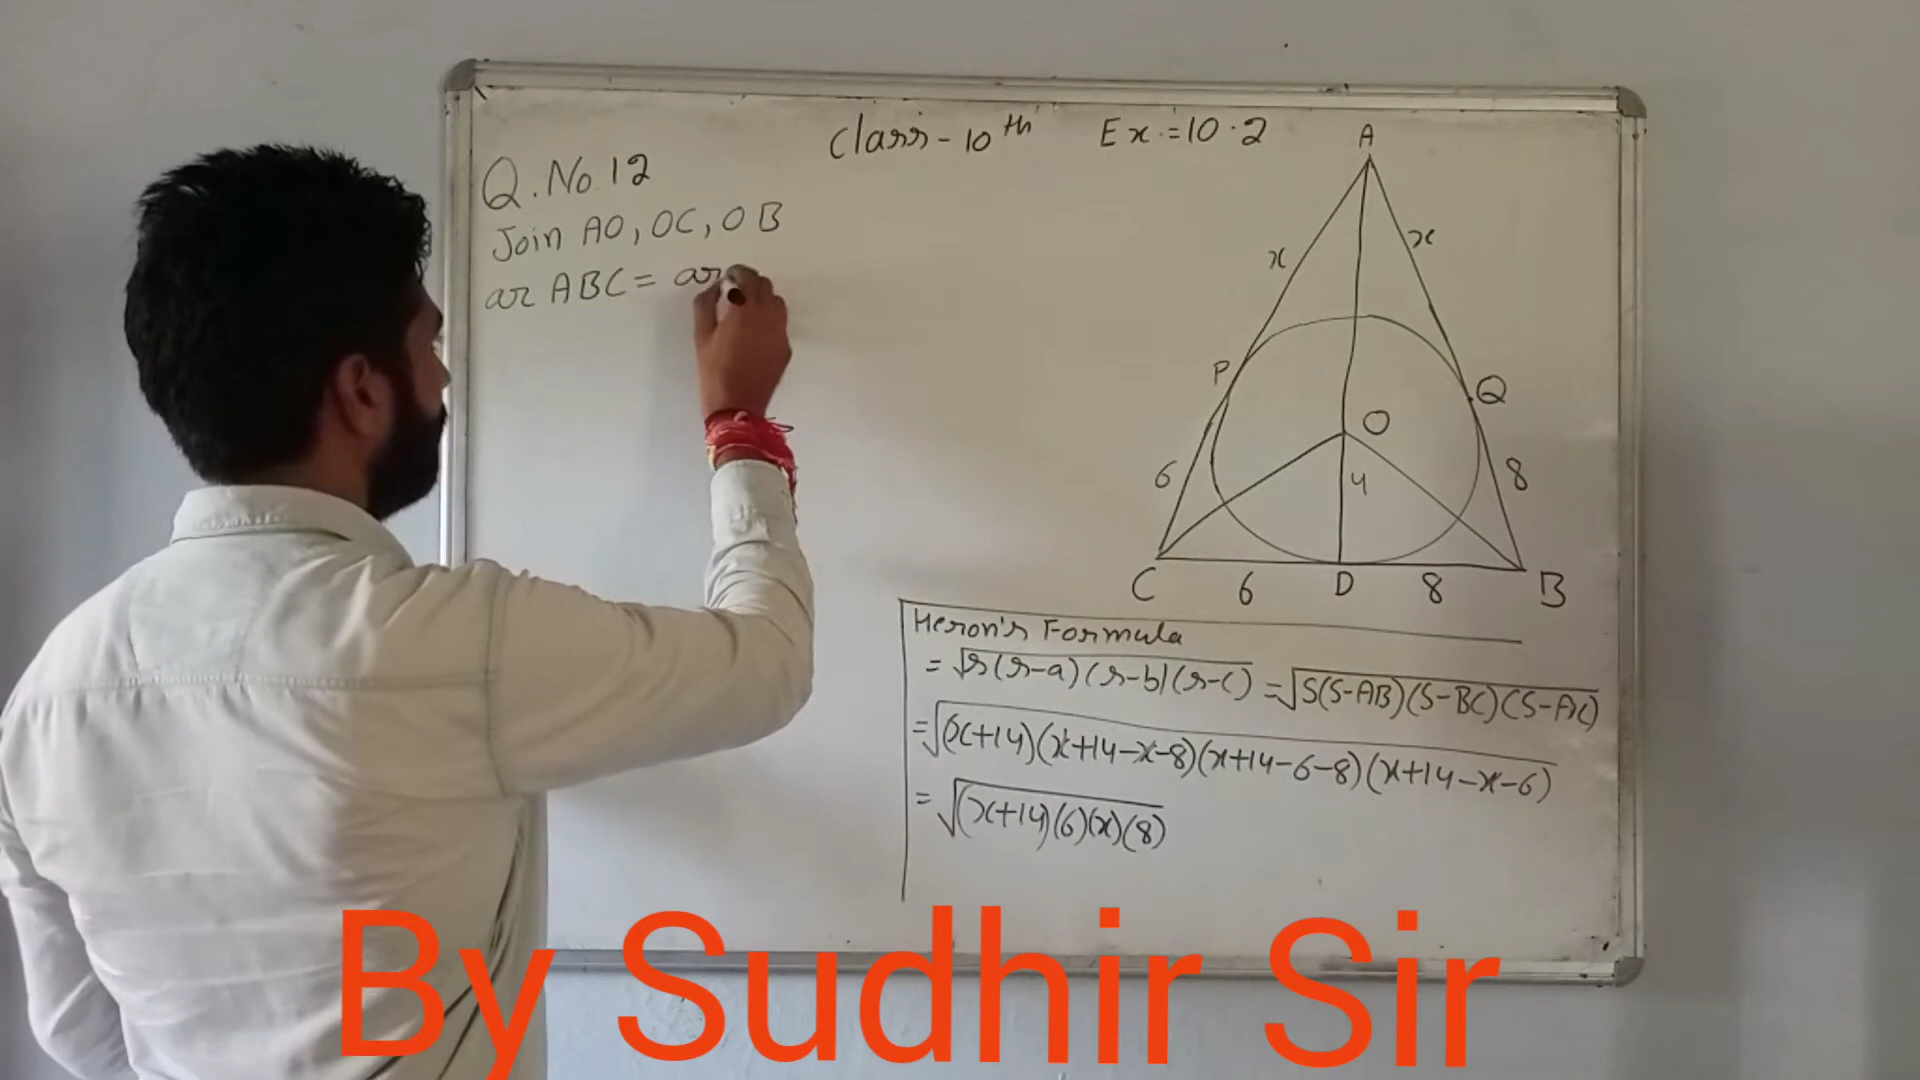 Class - 10th Ex. = 10.2
Q. No 12
Join AO, OC, OB
ar ABC = ar
A
x
x
P
Q
O
6
4
8
C
6
D
8
B
Heron's Formula
= √s(s-a)(s-b)(s-c) = √S(S-AB)(S-BC)(S-AC)
= √(x+14)(x+14-x-8)(x+14-6-8)(x+14-x-6)
= √(x+14)(6)(x)(8)
By Sudhir Sir